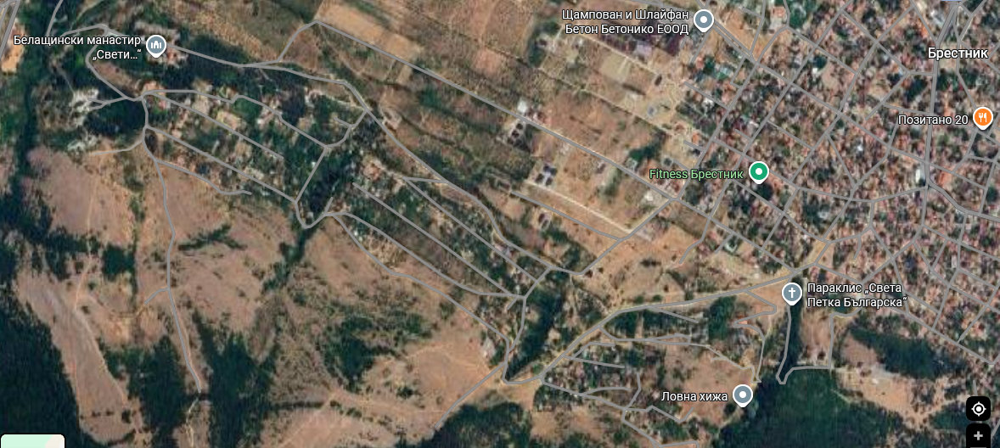 Щампован и Шлайфан
Бетон Бетонико ЕООД
Белащински манастир
„Свети…“
Брестник
Позитано 20
Fitness Брестник
Параклис „Света
Петка Българска“
Ловна хижа